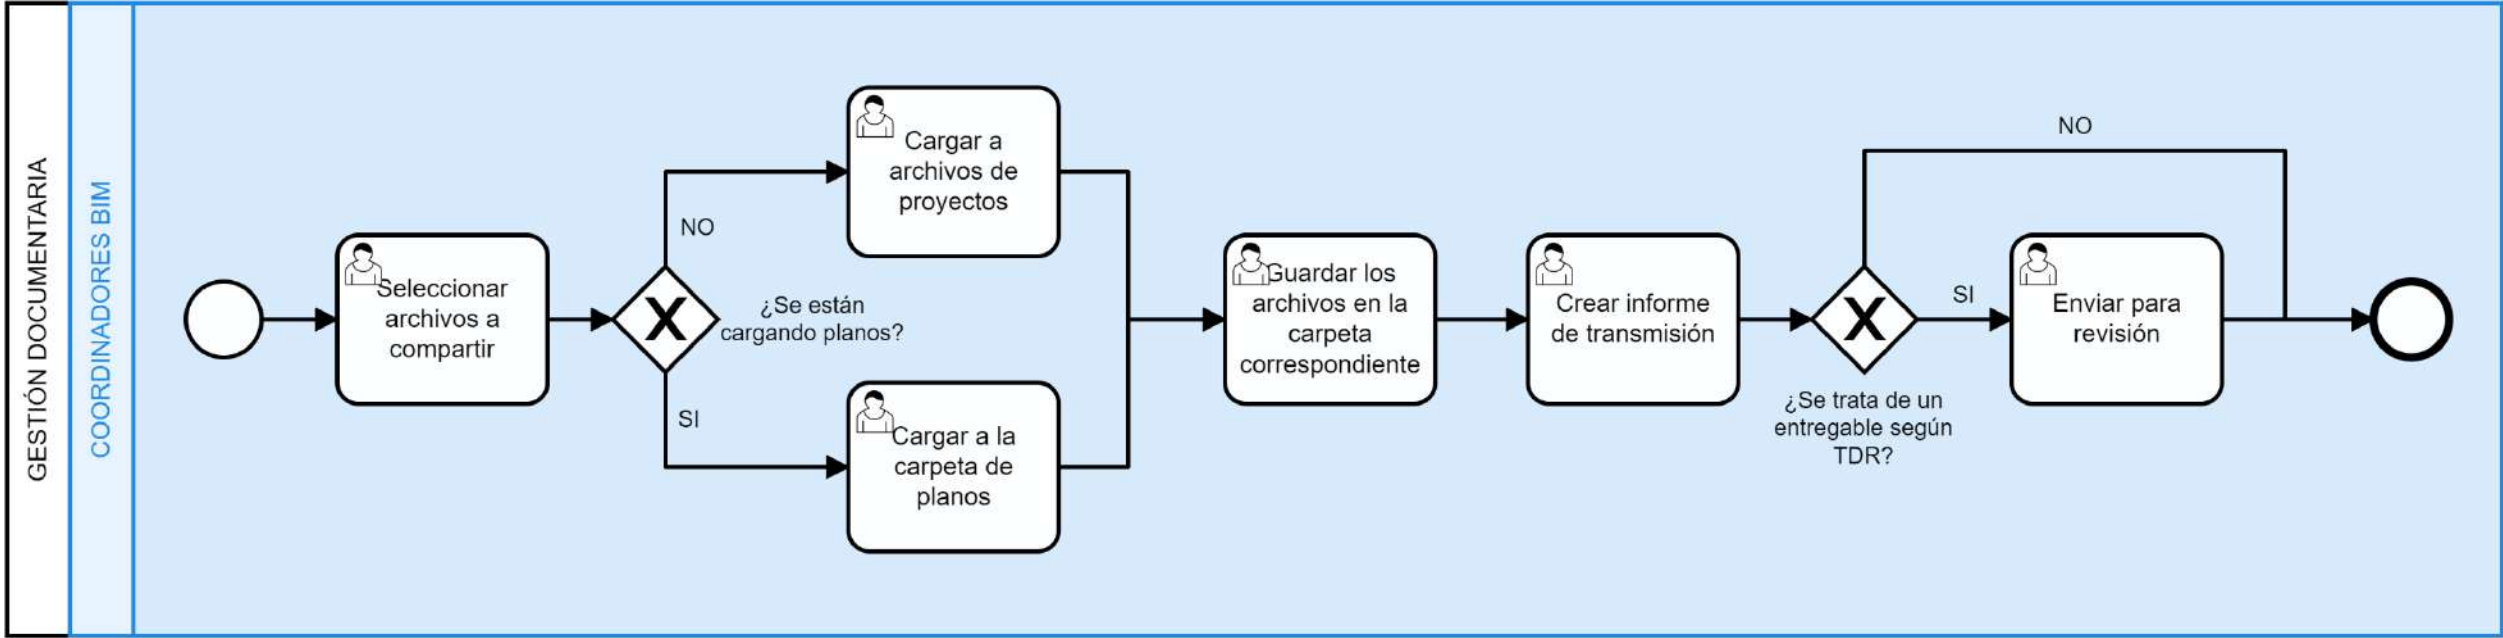 GESTIÓN DOCUMENTARIA
COORDINADORES BIM
Seleccionar
archivos a
compartir
¿Se están
cargando planos?
NO
Cargar a
archivos de
proyectos
SI
Cargar a la
carpeta de
planos
Guardar los
archivos en la
carpeta
correspondiente
Crear informe
de transmisión
¿Se trata de un
entregable según
TDR?
NO
SI
Enviar para
revisión